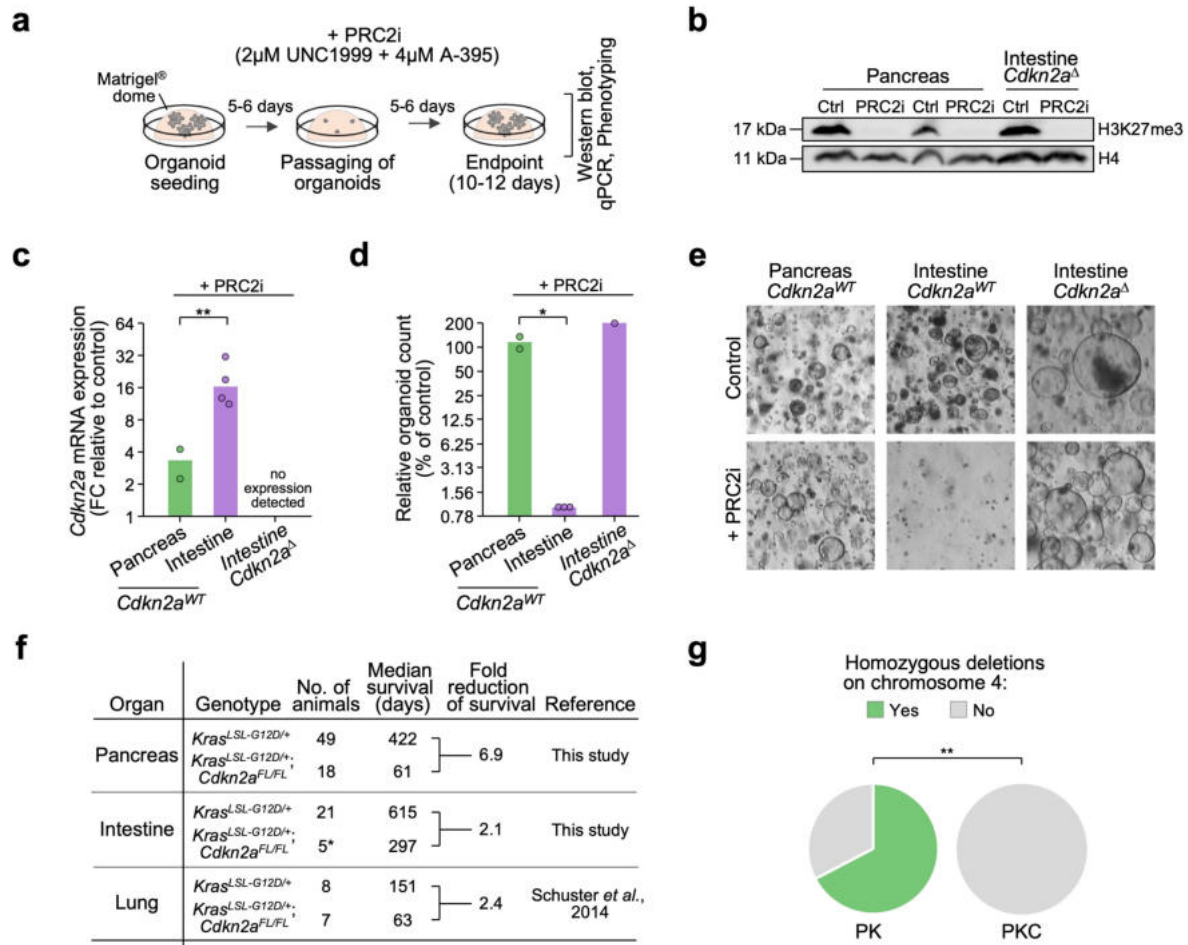 a
+ PRC2i
(2µM UNC1999 + 4µM A-395)
Matrigel®
dome
5-6 days
5-6 days
Organoid
seeding
Passaging of
organoids
Endpoint
(10-12 days)
Western blot,
qPCR, Phenotyping
b
Pancreas
Intestine
Cdkn2aΔ
Ctrl PRC2i Ctrl PRC2i Ctrl PRC2i
17 kDa
H3K27me3
11 kDa
H4
c
+ PRC2i
**
Cdkn2a mRNA expression
(FC relative to control)
64
32
16
8
4
2
1
no
expression
detected
Pancreas
Intestine
Intestine
Cdkn2aΔ
Cdkn2aWT
d
+ PRC2i
*
Relative organoid count
(% of control)
200
100
50
25
12.5
6.25
3.13
1.56
0.78
Pancreas
Intestine
Intestine
Cdkn2aΔ
Cdkn2aWT
e
Pancreas
Cdkn2aWT
Intestine
Cdkn2aWT
Intestine
Cdkn2aΔ
Control
+ PRC2i
f
Organ Genotype No. of animals Median survival (days) Fold reduction of survival Reference
Pancreas
KrasLSL-G12D/+ 49 422
KrasLSL-G12D/+; Cdkn2aFL/FL 18 61
6.9 This study
Intestine
KrasLSL-G12D/+ 21 615
KrasLSL-G12D/+; Cdkn2aFL/FL 5* 297
2.1 This study
Lung
KrasLSL-G12D/+ 8 151
KrasLSL-G12D/+; Cdkn2aFL/FL 7 63
2.4 Schuster et al., 2014
g
Homozygous deletions
on chromosome 4:
Yes No
**
PK PKC